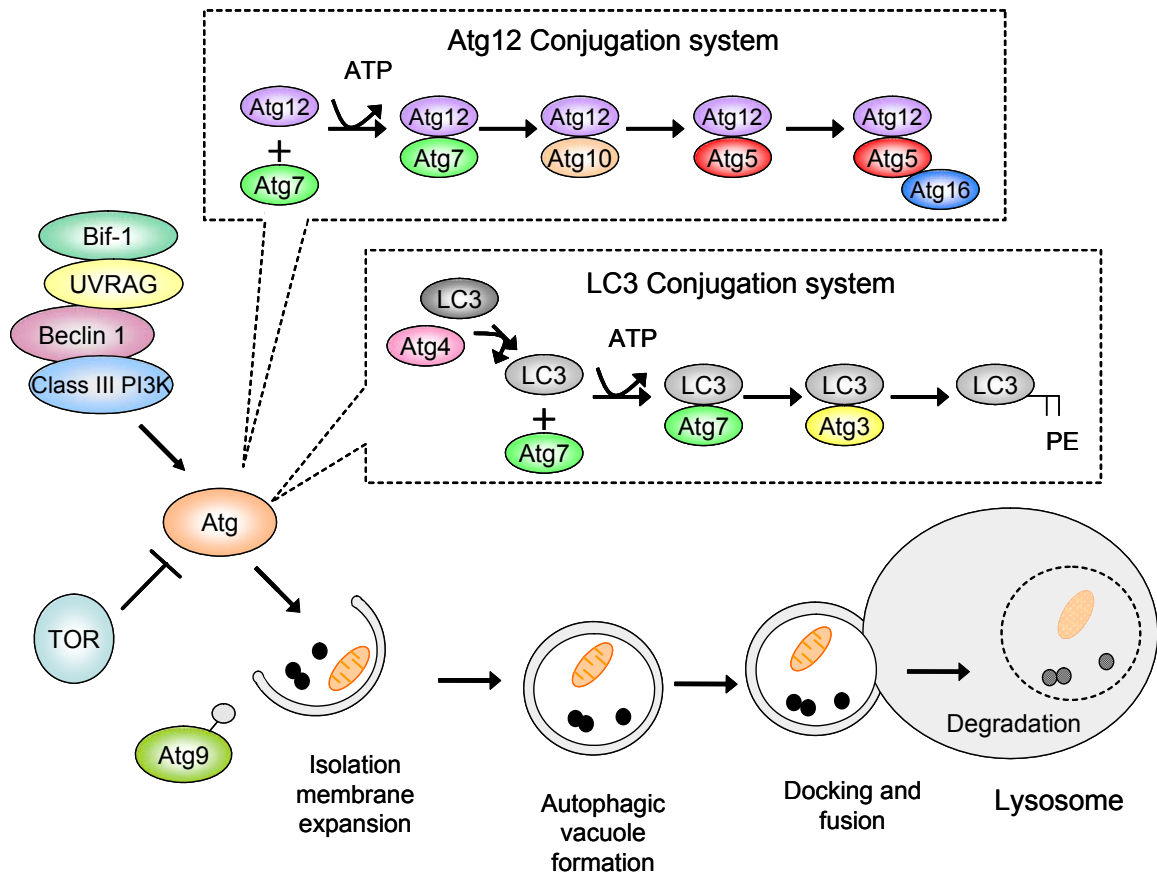 Atg12 Conjugation system
ATP
Atg12
+
Atg7
Atg12
Atg7
Atg12
Atg10
Atg12
Atg5
Atg12
Atg5
Atg16
Bif-1
UVRAG
Beclin 1
Class III PI3K
LC3 Conjugation system
LC3
Atg4
LC3
+
Atg7
ATP
LC3
Atg7
LC3
Atg3
LC3
PE
Atg
TOR
Atg9
Isolation
membrane
expansion
Autophagic
vacuole
formation
Docking and
fusion
Degradation
Lysosome